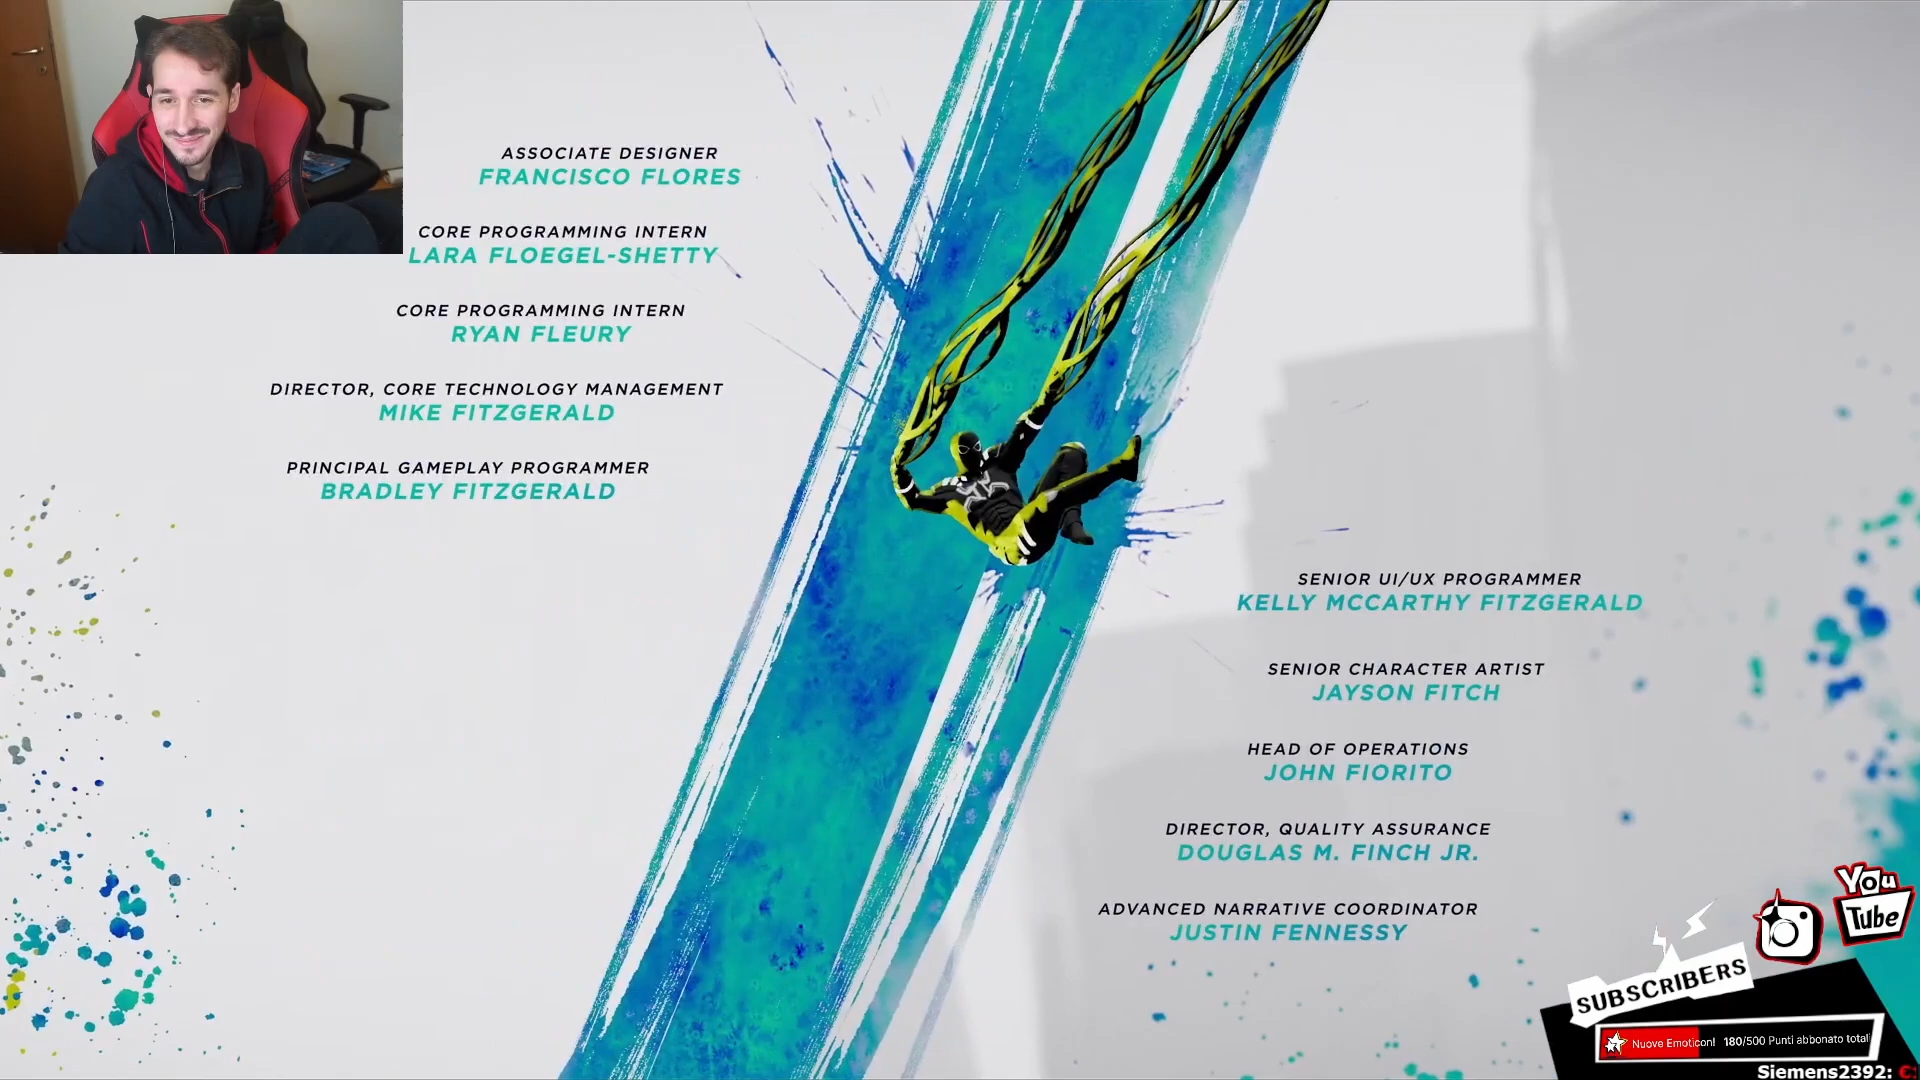 ASSOCIATE DESIGNER
FRANCISCO FLORES
CORE PROGRAMMING INTERN
LARA FLOEGEL-SHETTY
CORE PROGRAMMING INTERN
RYAN FLEURY
DIRECTOR, CORE TECHNOLOGY MANAGEMENT
MIKE FITZGERALD
PRINCIPAL GAMEPLAY PROGRAMMER
BRADLEY FITZGERALD
SENIOR UI/UX PROGRAMMER
KELLY MCCARTHY FITZGERALD
SENIOR CHARACTER ARTIST
JAYSON FITCH
HEAD OF OPERATIONS
JOHN FIORITO
DIRECTOR, QUALITY ASSURANCE
DOUGLAS M. FINCH JR.
ADVANCED NARRATIVE COORDINATOR
JUSTIN FENNESSY
You
Tube
SUBSCRIBERS
Nuove Emoticon! 180/500 Punti abbonato total
Siemens2392: